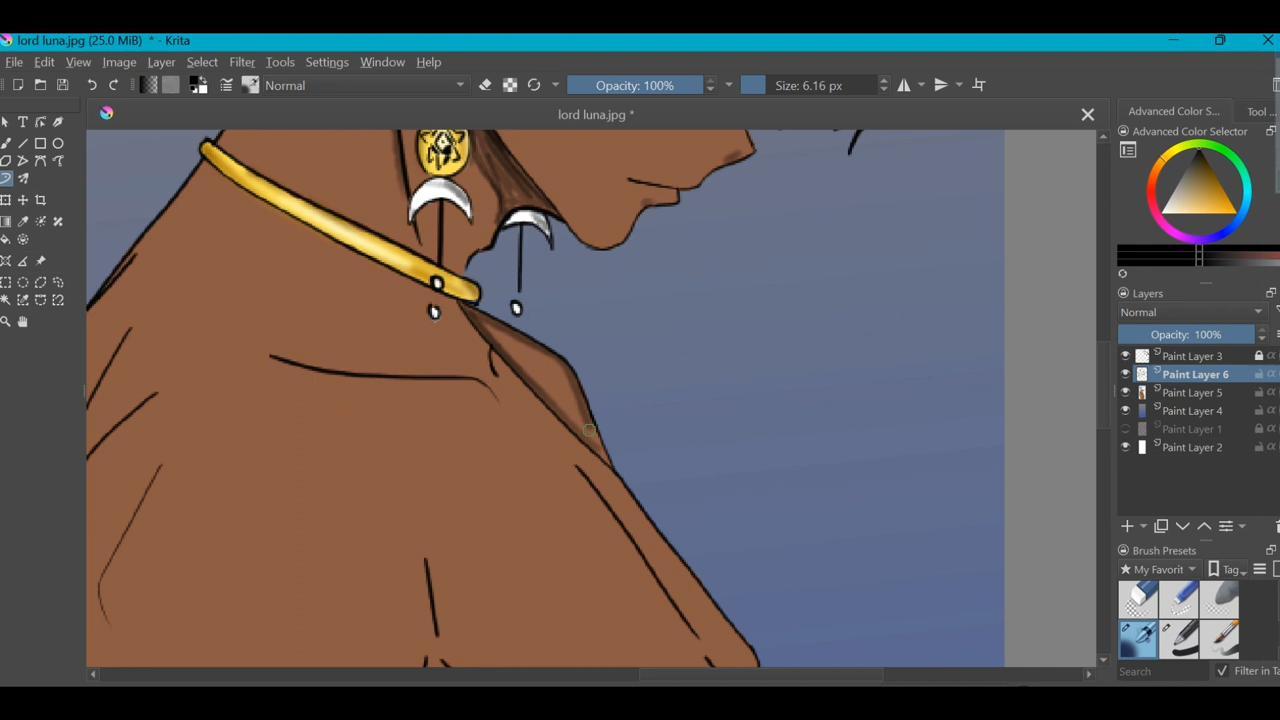 lord luna.jpg (25.0 MiB) * - Krita
File Edit View Image Layer Select Filter Tools Settings Window Help
Normal Opacity: 100% Size: 6.16 px
lord luna.jpg *
Advanced Color S... Tool ...
Advanced Color Selector
Layers
Normal
Opacity: 100%
Paint Layer 3
Paint Layer 6
Paint Layer 5
Paint Layer 4
Paint Layer 1
Paint Layer 2
Brush Presets
My Favorit Tag
Search Filter in Ta